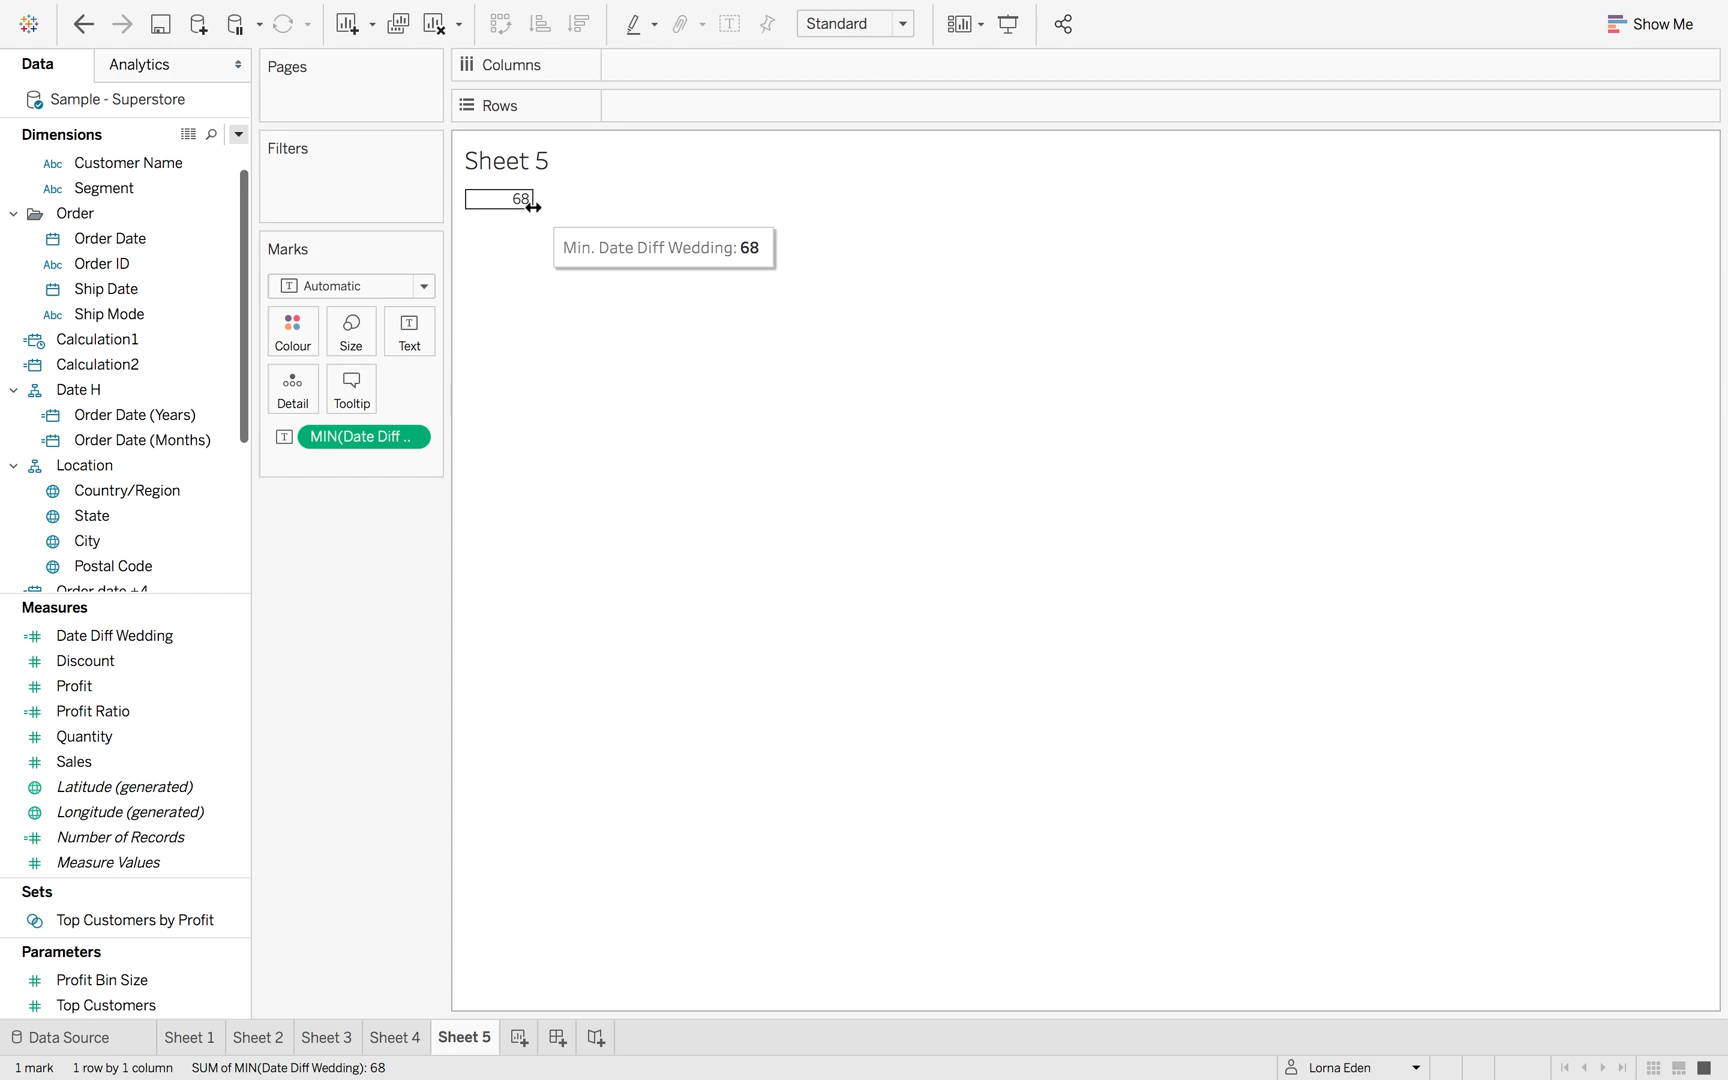 Standard
Show Me
Data
Analytics
Sample - Superstore
Dimensions
Abc Customer Name
Abc Segment
Order
Order Date
Abc Order ID
Ship Date
Abc Ship Mode
Calculation1
Calculation2
Date H
Order Date (Years)
Order Date (Months)
Location
Country/Region
State
City
Postal Code
Order date +4
Measures
Date Diff Wedding
Discount
Profit
Profit Ratio
Quantity
Sales
Latitude (generated)
Longitude (generated)
Number of Records
Measure Values
Sets
Top Customers by Profit
Parameters
Profit Bin Size
Top Customers
Pages
Filters
Marks
T Automatic
Colour
Size
T
Text
Detail
Tooltip
T MIN(Date Diff ..
Columns
Rows
Sheet 5
68
Min. Date Diff Wedding: 68
Data Source
Sheet 1
Sheet 2
Sheet 3
Sheet 4
Sheet 5
1 mark
1 row by 1 column
SUM of MIN(Date Diff Wedding): 68
Lorna Eden